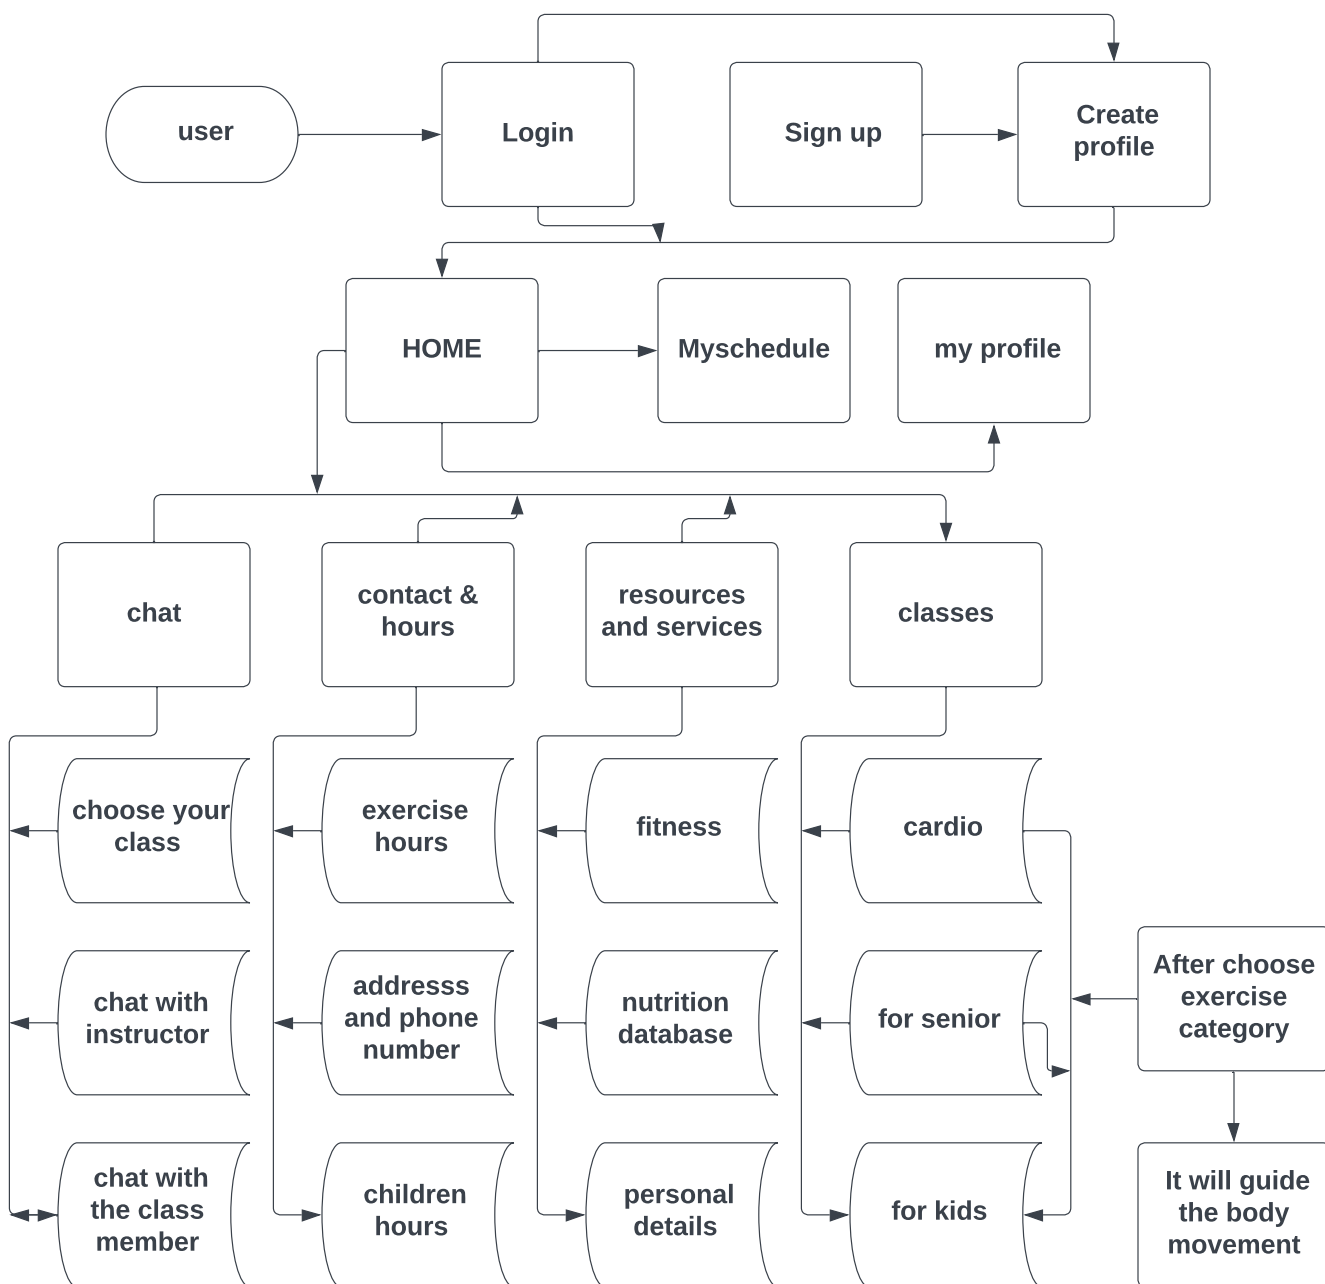 user
Login
Sign up
Create
profile
HOME
Myschedule
my profile
chat
contact &
hours
resources
and services
classes
choose your
class
exercise
hours
fitness
cardio
chat with
instructor
addresss
and phone
number
nutrition
database
for senior
After choose
exercise
category
chat with
the class
member
children
hours
personal
details
for kids
It will guide
the body
movement